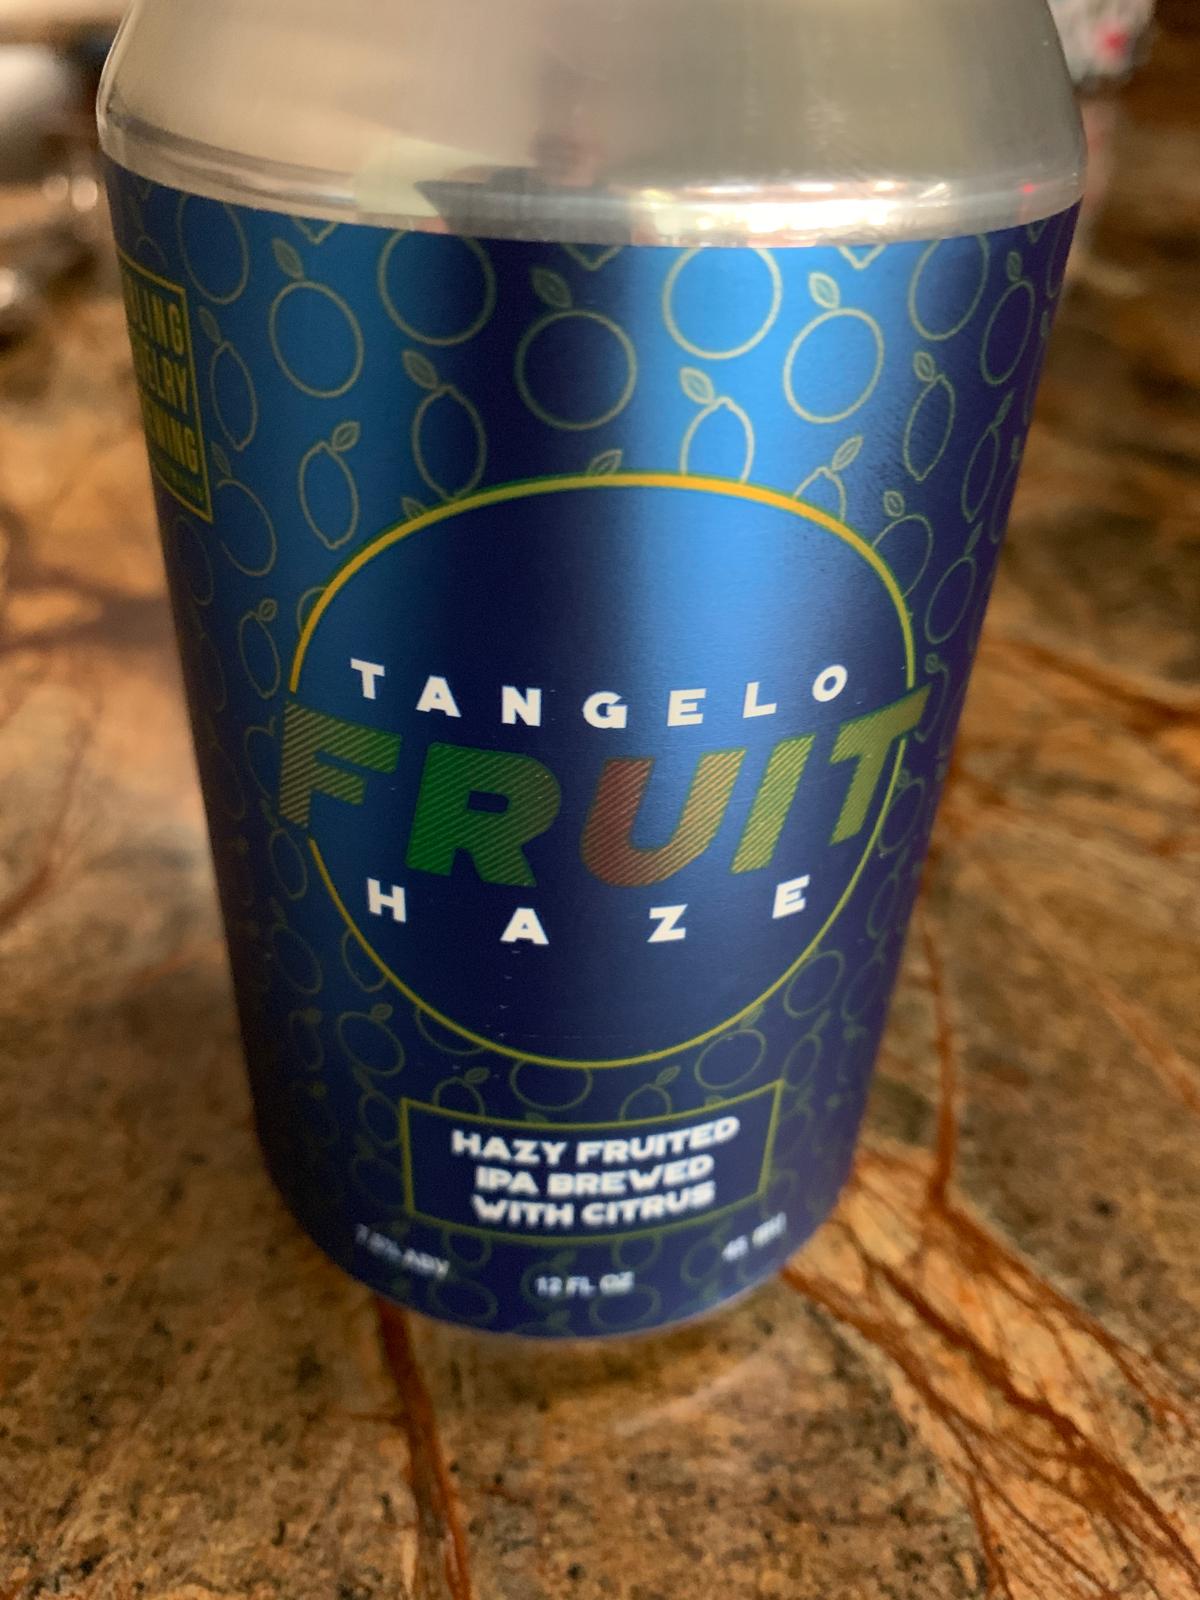 TANGELO
FRUIT
HAZE
HAZY FRUITED
IPA BREWED
WITH CITRUS
12 FL OZ